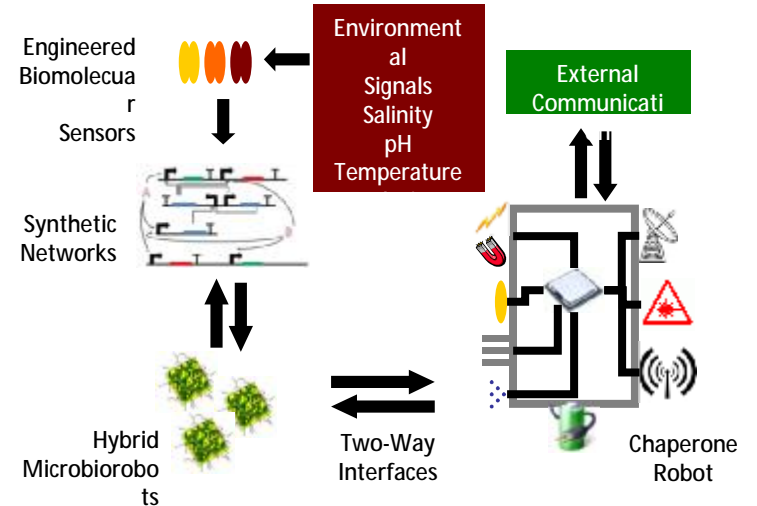 Engineered
Biomolecua
r
Sensors
Environment
al
Signals
Salinity
pH
Temperature
External
Communicati
Synthetic
Networks
A
B
T
T
T
T
T
Hybrid
Microbiorobo
ts
Two-Way
Interfaces
Chaperone
Robot